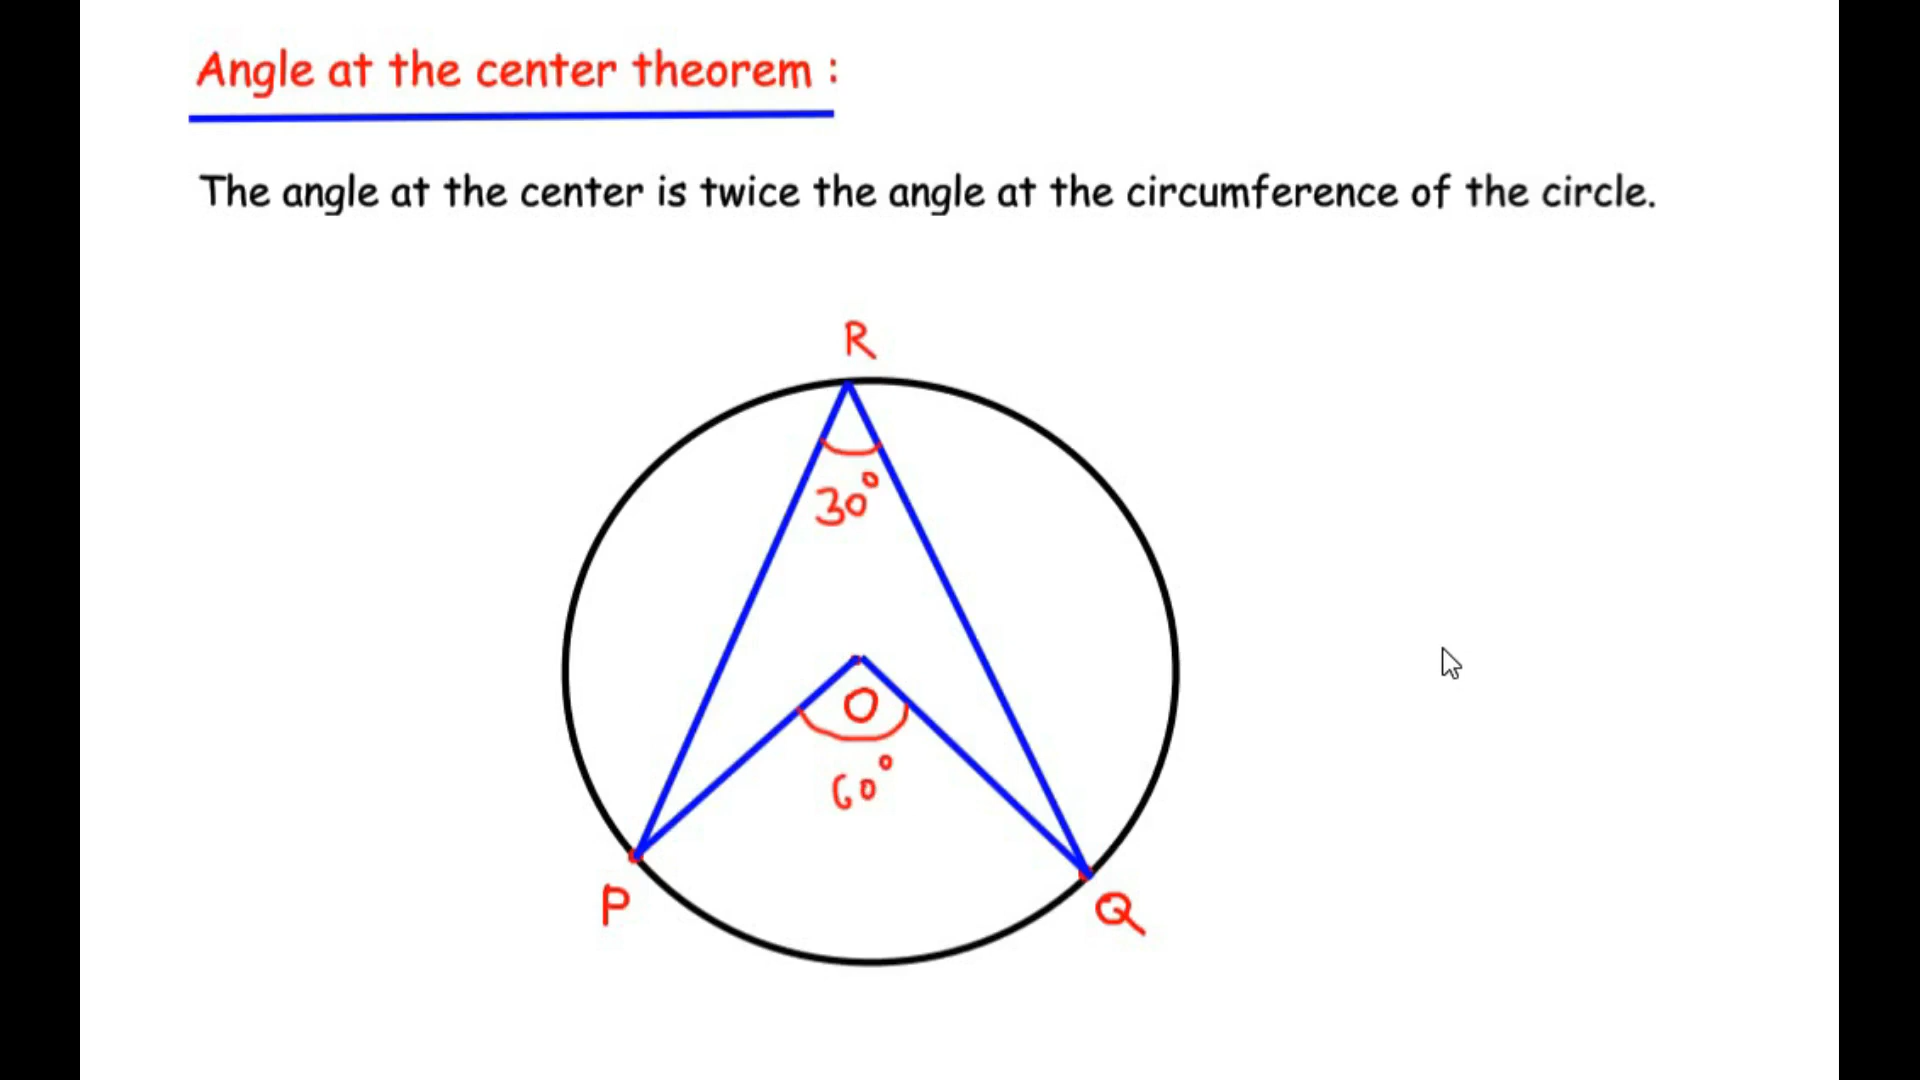 Angle at the center theorem :
The angle at the center is twice the angle at the circumference of the circle.
R
30°
O
60°
P
Q